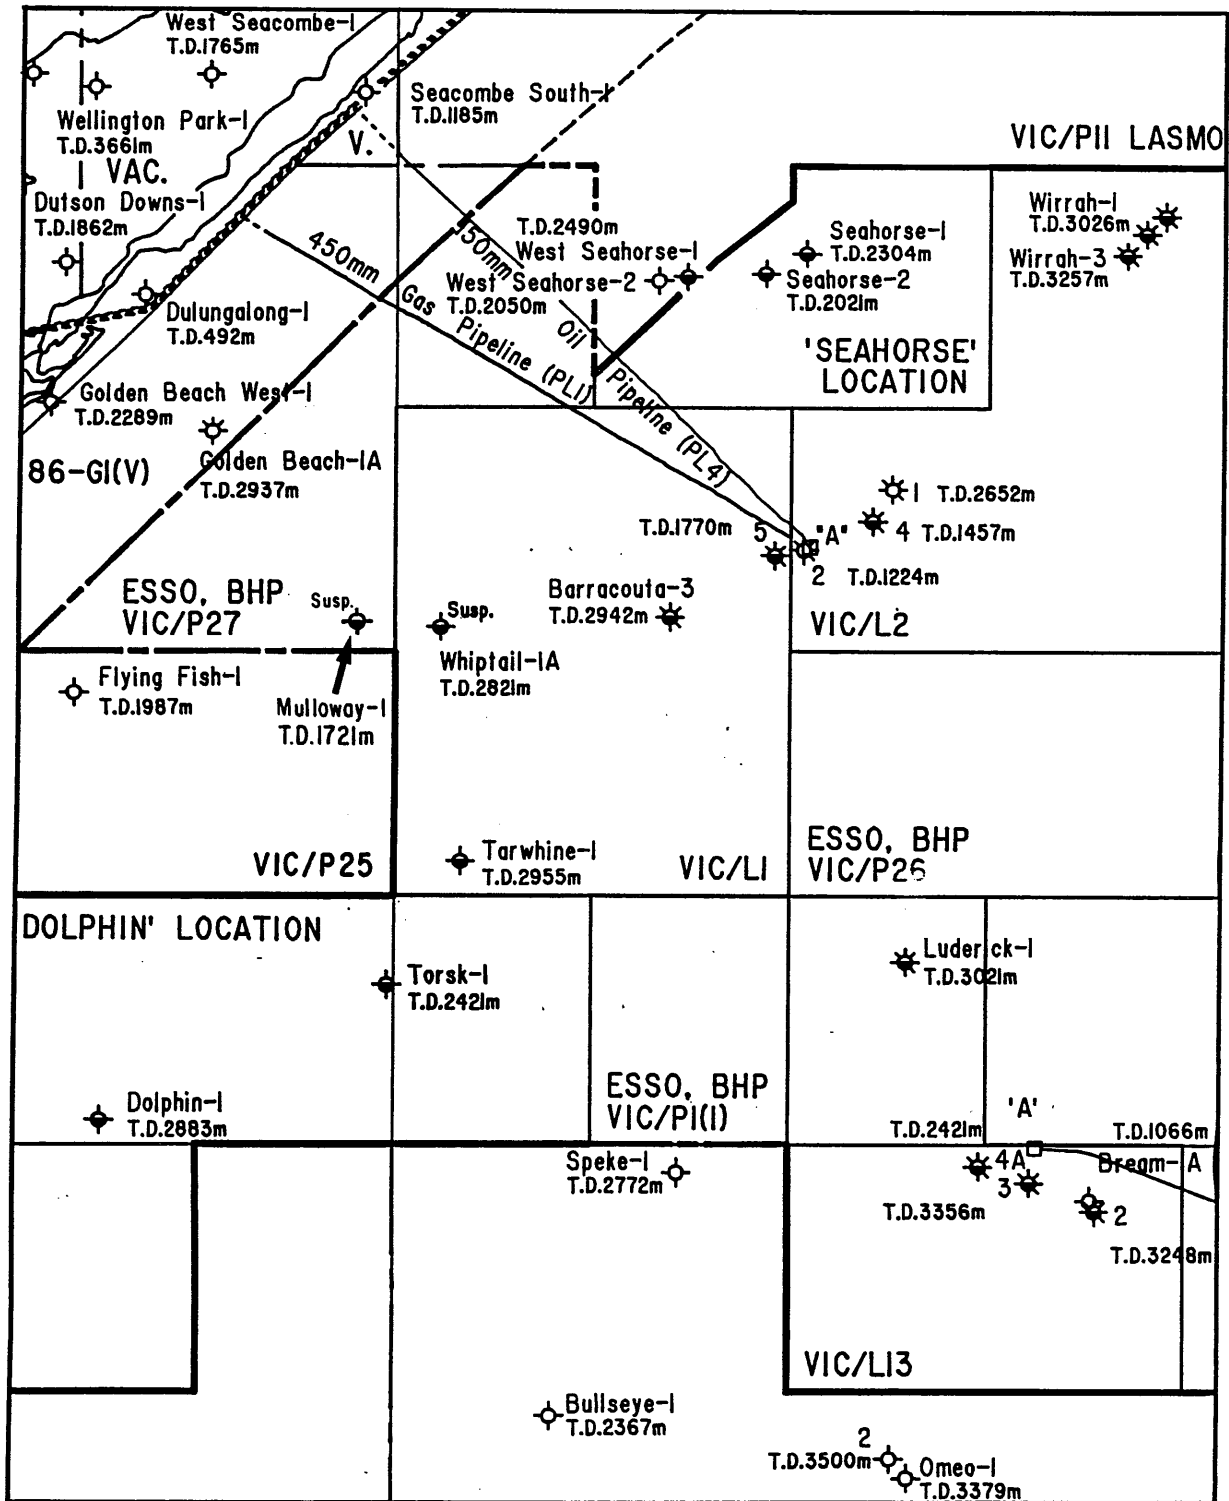 West Seacombe-1
T.D.1765m
Seacombe South-1
T.D.1185m
Wellington Park-1
T.D.3661m
VAC.
V.
VIC/P11 LASMO
Dutson Downs-1
T.D.1862m
T.D.2490m
West Seahorse-1
West Seahorse-2
T.D.2050m
Seahorse-1
T.D.2304m
Seahorse-2
T.D.2021m
Wirrah-1
T.D.3026m
Wirrah-3
T.D.3257m
450mm Gas Pipeline (PL1)
150mm Oil Pipeline (PL4)
Dulungalong-1
T.D.492m
'SEAHORSE'
LOCATION
Golden Beach West-1
T.D.2289m
86-G1(V)
Golden Beach-1A
T.D.2937m
1 T.D.2652m
4 T.D.1457m
T.D.1770m
5
'A'
2 T.D.1224m
ESSO, BHP
VIC/P27
Susp.
Susp.
Barracouta-3
T.D.2942m
VIC/L2
Whiptail-1A
T.D.2821m
Flying Fish-1
T.D.1987m
Mulloway-1
T.D.1721m
VIC/P25
Tarwhine-1
T.D.2955m
VIC/L1
ESSO, BHP
VIC/P26
DOLPHIN' LOCATION
Torsk-1
T.D.2421m
Luderick-1
T.D.3021m
Dolphin-1
T.D.2883m
ESSO, BHP
VIC/P1(1)
'A'
T.D.2421m
T.D.1066m
Speke-1
T.D.2772m
4A
Bream-A
3
T.D.3356m
2
T.D.3248m
VIC/L13
Bullseye-1
T.D.2367m
2
T.D.3500m
Omeo-1
T.D.3379m